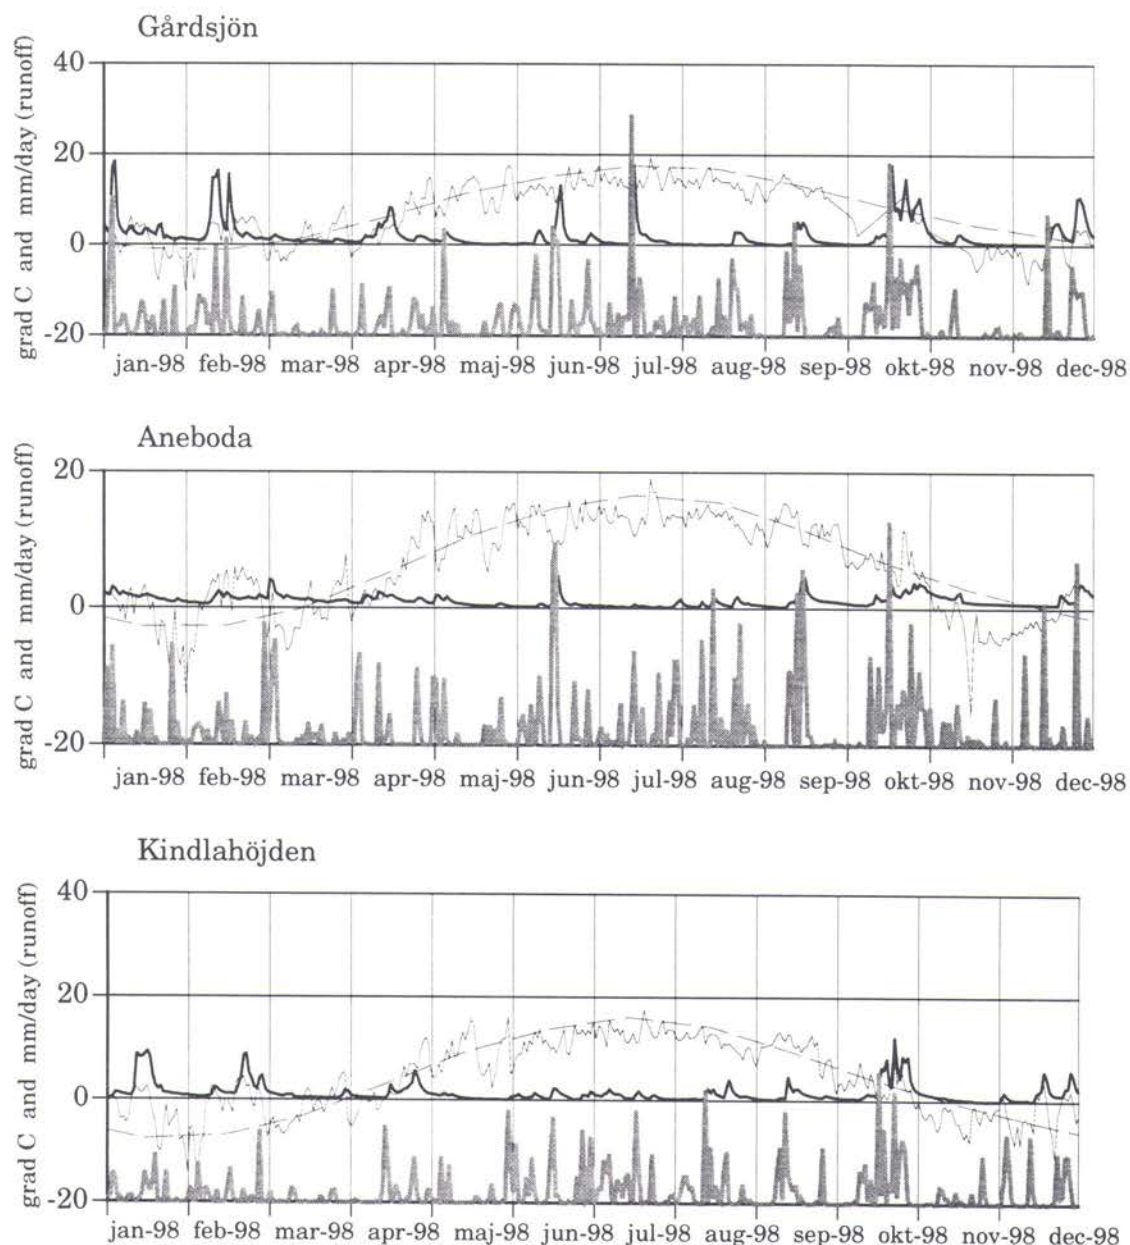 Gårdsjön
grad C and mm/day (runoff)
40
20
0
-20
jan-98 feb-98 mar-98 apr-98 maj-98 jun-98 jul-98 aug-98 sep-98 okt-98 nov-98 dec-98
Aneboda
grad C and mm/day (runoff)
20
0
-20
jan-98 feb-98 mar-98 apr-98 maj-98 jun-98 jul-98 aug-98 sep-98 okt-98 nov-98 dec-98
Kindlahöjden
grad C and mm/day (runoff)
40
20
0
-20
jan-98 feb-98 mar-98 apr-98 maj-98 jun-98 jul-98 aug-98 sep-98 okt-98 nov-98 dec-98